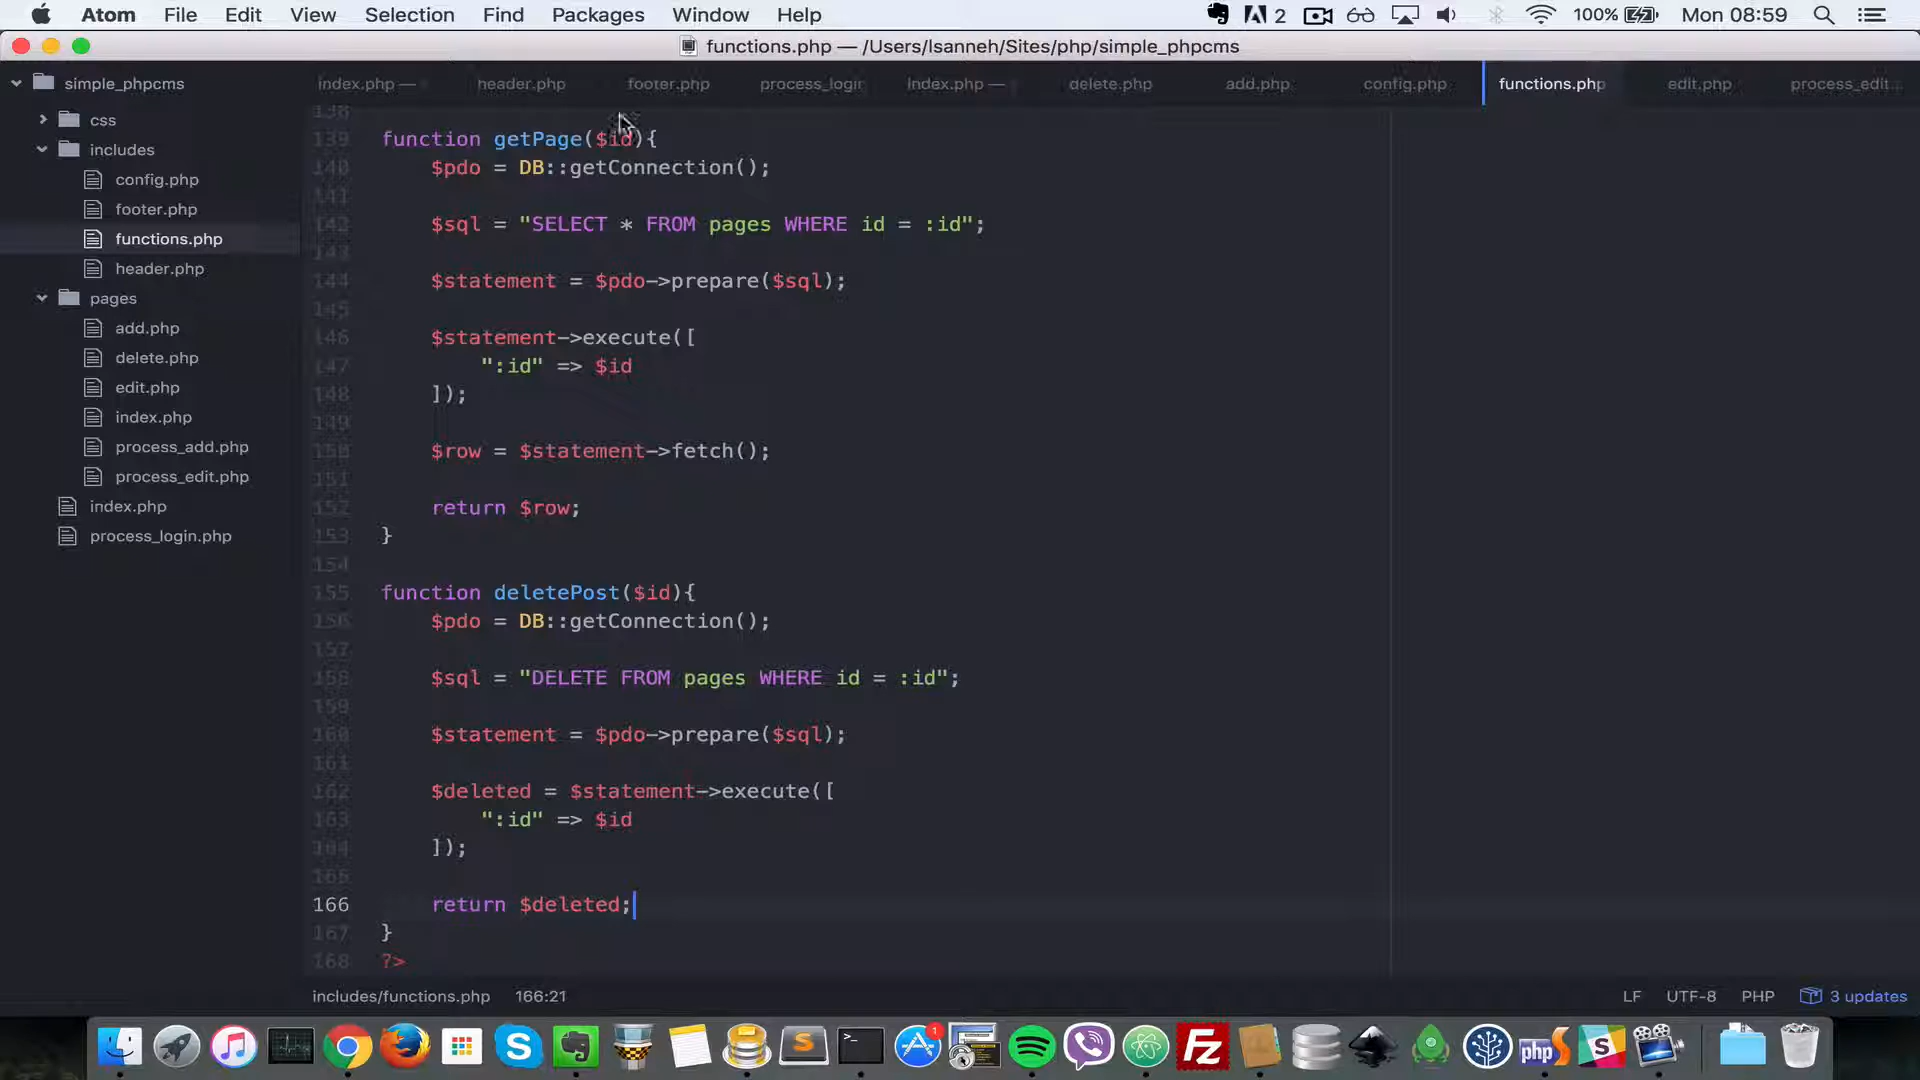 Atom File Edit View Selection Find Packages Window Help 2 100% Mon 08:59
functions.php — /Users/lsanneh/Sites/php/simple_phpcms
simple_phpcms
index.php — header.php footer.php process_login index.php — delete.php add.php config.php functions.php edit.php process_edit...
css
includes
config.php
footer.php
functions.php
header.php
pages
add.php
delete.php
edit.php
index.php
process_add.php
process_edit.php
index.php
process_login.php
138
139 function getPage($id){
140 $pdo = DB::getConnection();
141
142 $sql = "SELECT * FROM pages WHERE id = :id";
143
144 $statement = $pdo->prepare($sql);
145
146 $statement->execute([
147 ":id" => $id
148 ]);
149
150 $row = $statement->fetch();
151
152 return $row;
153 }
154
155 function deletePost($id){
156 $pdo = DB::getConnection();
157
158 $sql = "DELETE FROM pages WHERE id = :id";
159
160 $statement = $pdo->prepare($sql);
161
162 $deleted = $statement->execute([
163 ":id" => $id
164 ]);
165
166 return $deleted;
167 }
168 ?>
includes/functions.php 166:21 LF UTF-8 PHP 3 updates
1
php